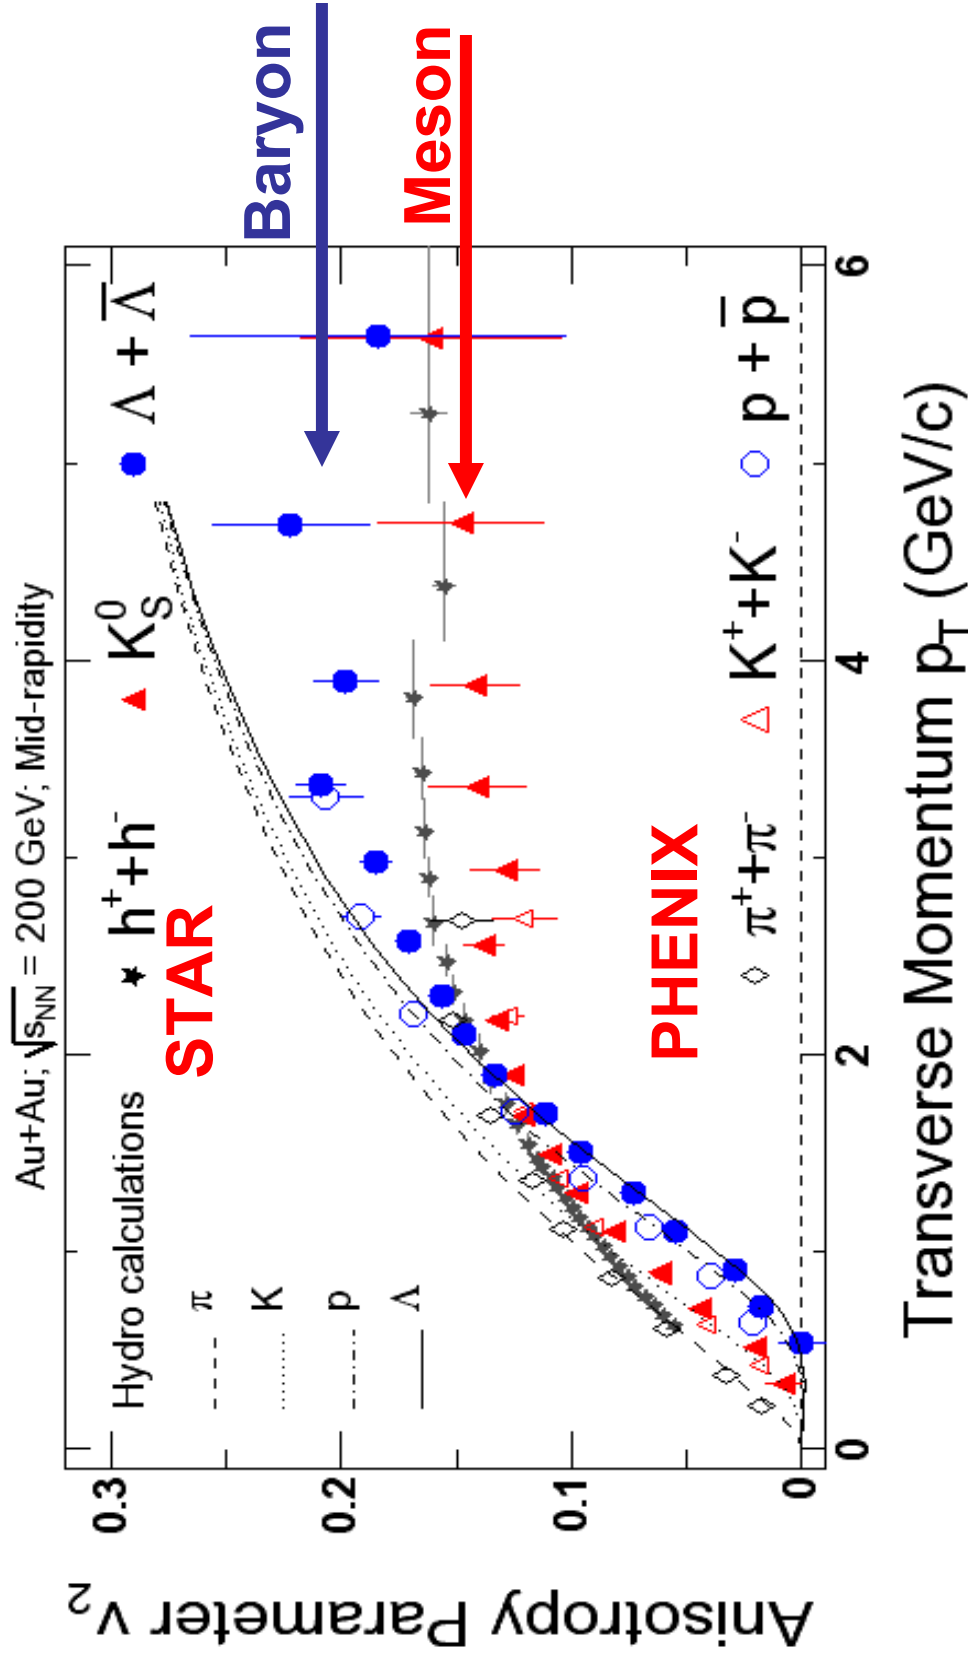 Au+Au; √sNN = 200 GeV; Mid-rapidity
Baryon
Meson
Hydro calculations
π
K
p
Λ
★ h⁺+h⁻ ▲ K⁰S ● Λ + Λ̅
STAR
PHENIX
◇ π⁺+π⁻ △ K⁺+K⁻ ○ p + p̅
0.3
0.2
0.1
0
0 2 4 6
Anisotropy Parameter v₂
Transverse Momentum pT (GeV/c)